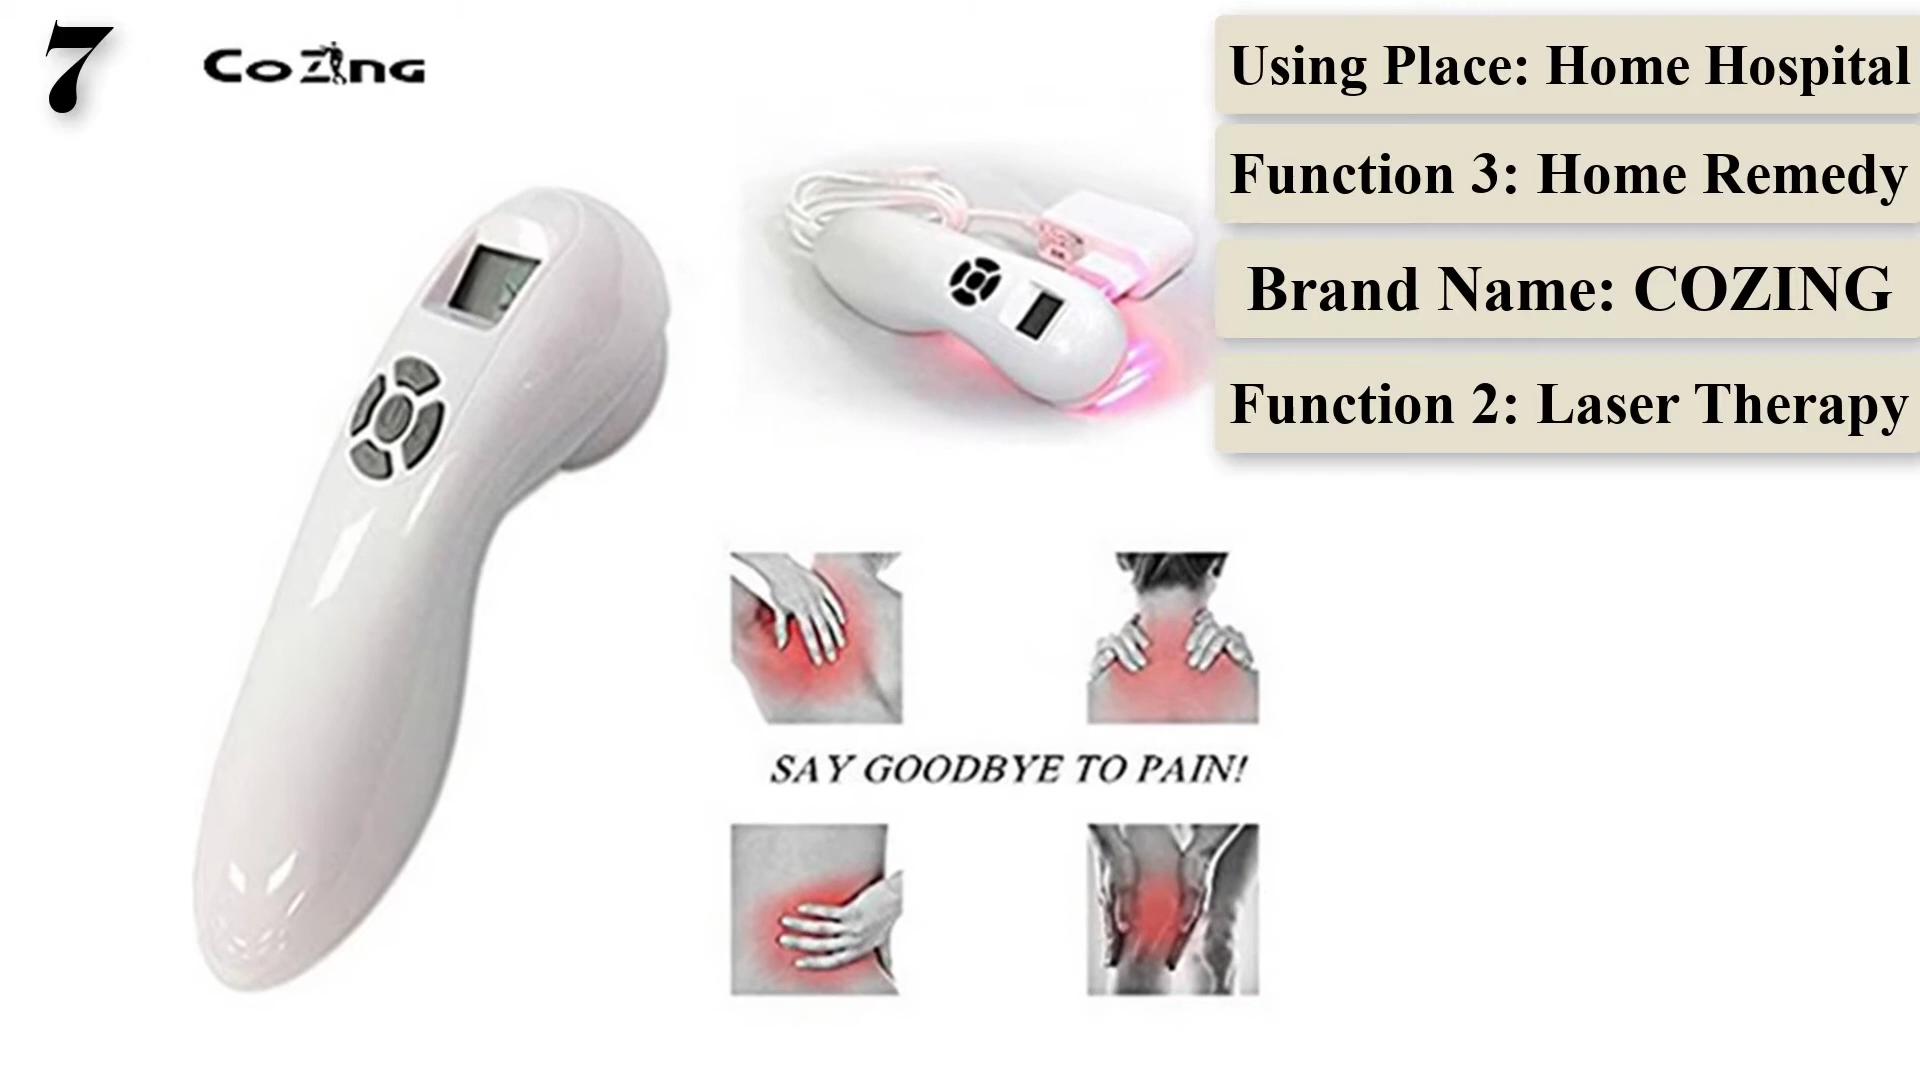 7
CoZing
Using Place: Home Hospital
Function 3: Home Remedy
Brand Name: COZING
Function 2: Laser Therapy
SAY GOODBYE TO PAIN!